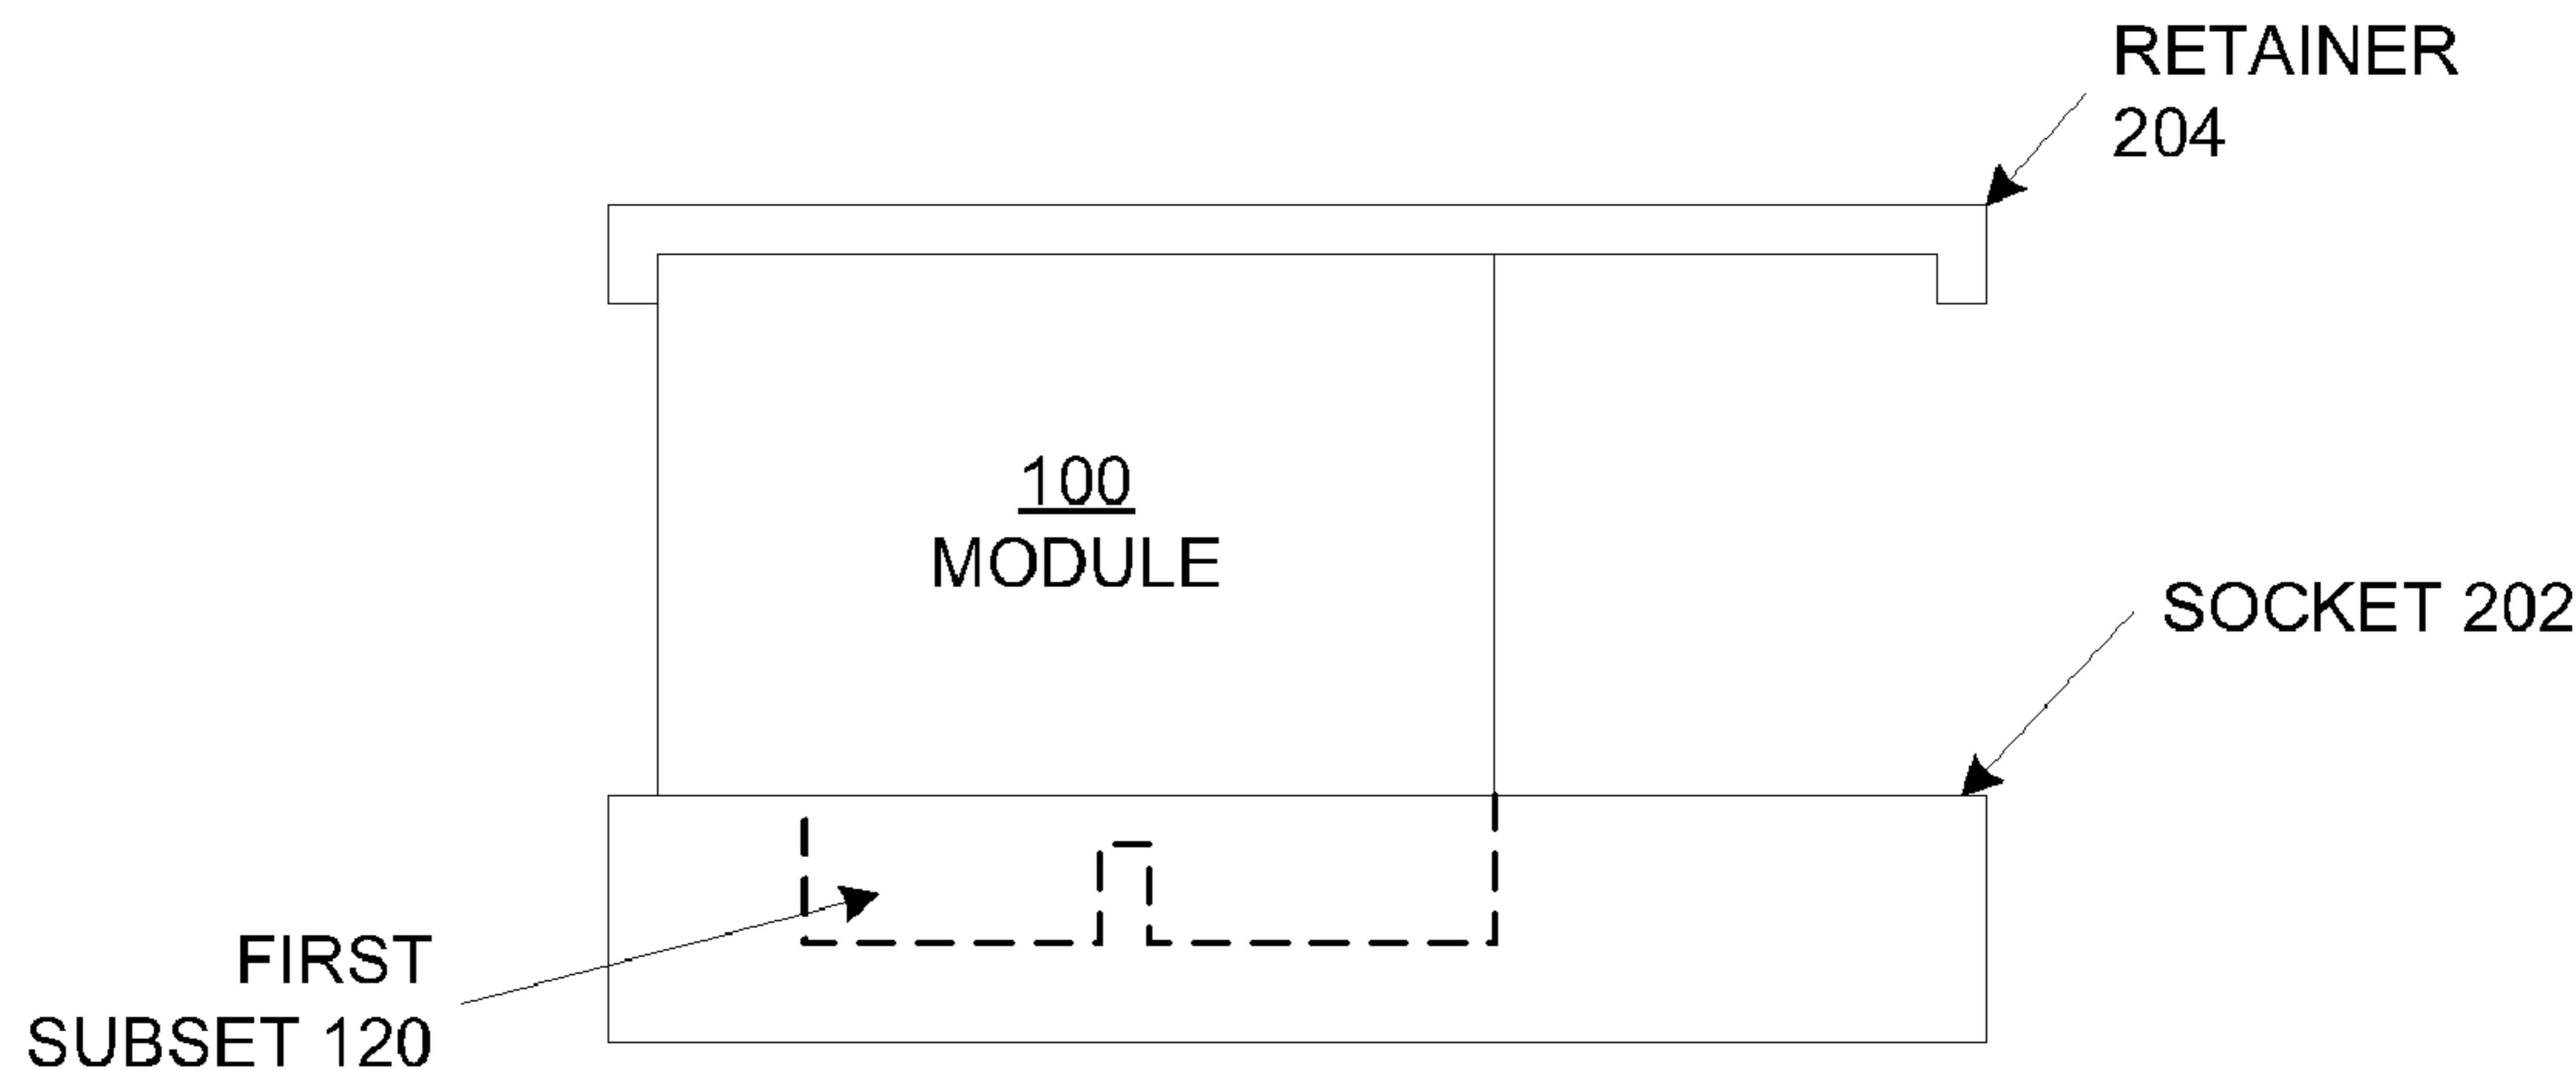 RETAINER
204
100
MODULE
SOCKET 202
FIRST
SUBSET 120